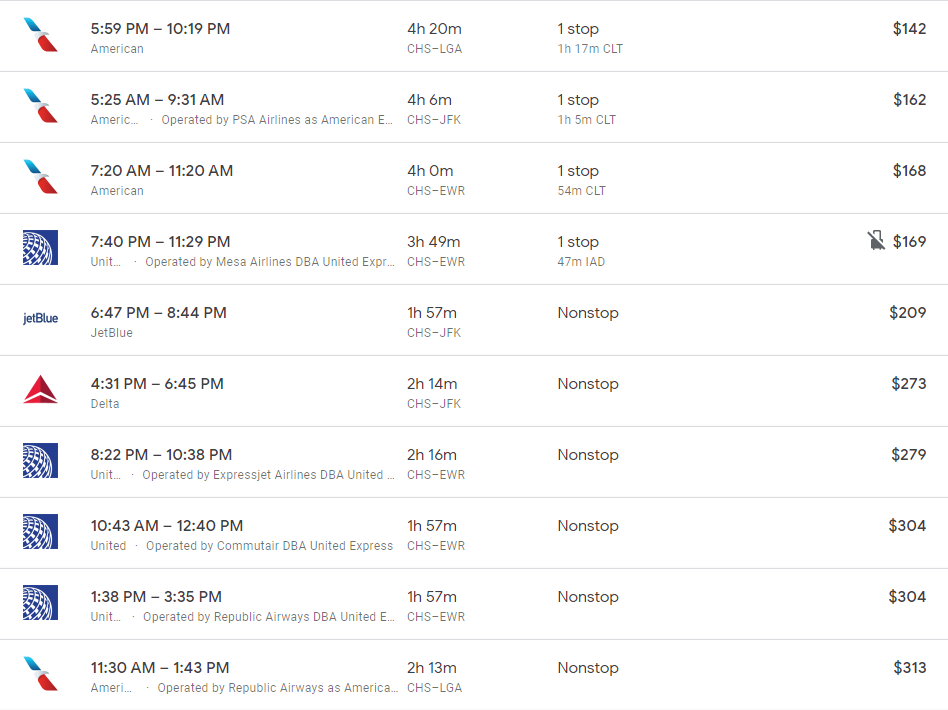 5:59 PM – 10:19 PM 4h 20m 1 stop $142
American CHS–LGA 1h 17m CLT
5:25 AM – 9:31 AM 4h 6m 1 stop $162
Americ... · Operated by PSA Airlines as American E... CHS–JFK 1h 5m CLT
7:20 AM – 11:20 AM 4h 0m 1 stop $168
American CHS–EWR 54m CLT
7:40 PM – 11:29 PM 3h 49m 1 stop $169
Unit... · Operated by Mesa Airlines DBA United Expr... CHS–EWR 47m IAD
jetBlue 6:47 PM – 8:44 PM 1h 57m Nonstop $209
JetBlue CHS–JFK
4:31 PM – 6:45 PM 2h 14m Nonstop $273
Delta CHS–JFK
8:22 PM – 10:38 PM 2h 16m Nonstop $279
Unit... · Operated by Expressjet Airlines DBA United ... CHS–EWR
10:43 AM – 12:40 PM 1h 57m Nonstop $304
United · Operated by Commutair DBA United Express CHS–EWR
1:38 PM – 3:35 PM 1h 57m Nonstop $304
Unit... · Operated by Republic Airways DBA United E... CHS–EWR
11:30 AM – 1:43 PM 2h 13m Nonstop $313
Ameri... · Operated by Republic Airways as America... CHS–LGA